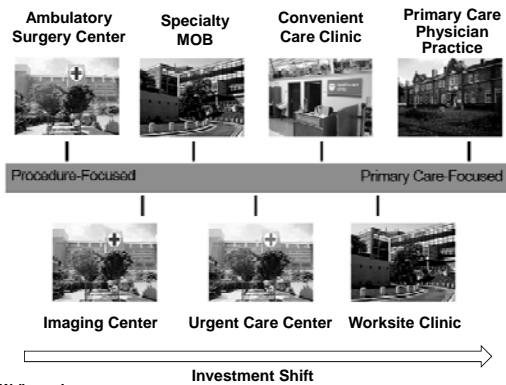 Ambulatory
Surgery Center
Specialty
MOB
Convenient
Care Clinic
Primary Care
Physician
Practice
Procedure-Focused
Primary Care-Focused
Imaging Center
Urgent Care Center
Worksite Clinic
Investment Shift